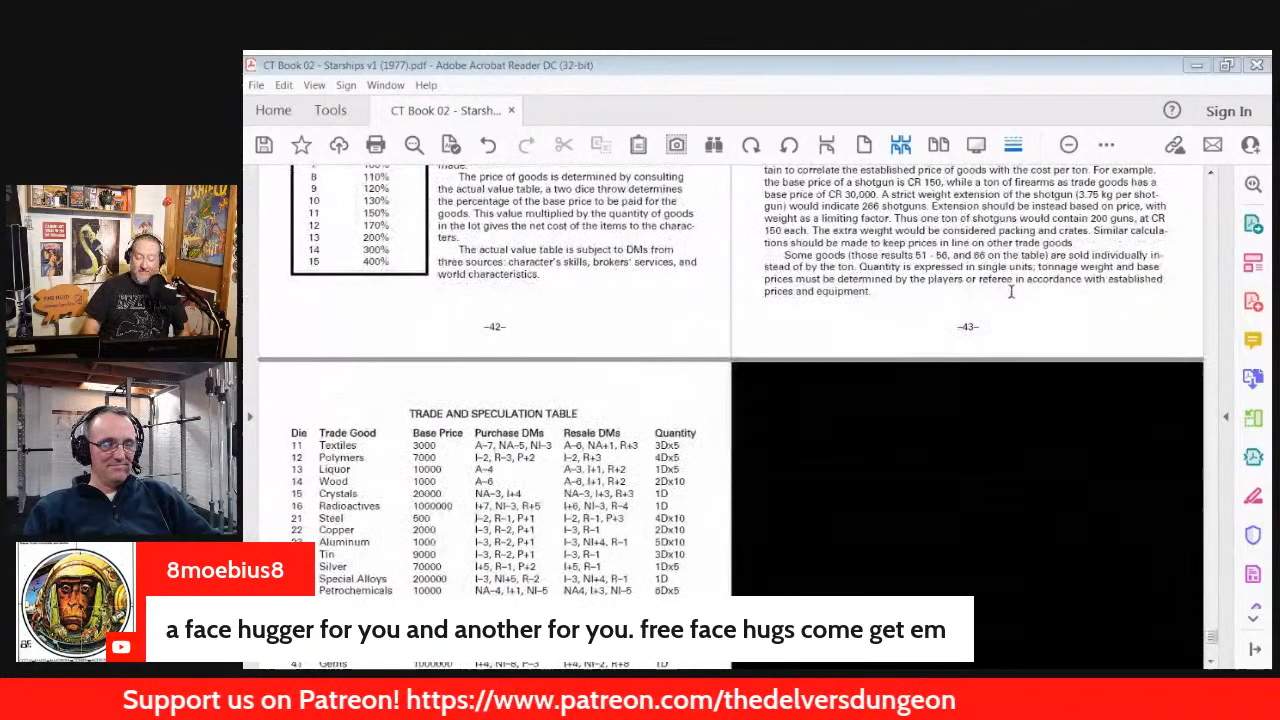 CT Book 02 - Starships v1 (1977).pdf - Adobe Acrobat Reader DC (32-bit)
File Edit View Sign Window Help
Home Tools CT Book 02 - Starsh... × Sign In
8 110%
9 120%
10 130%
11 150%
12 170%
13 200%
14 300%
15 400%
made.
The price of goods is determined by consulting
the actual value table, a two dice throw determines
the percentage of the base price to be paid for the
goods. This value multiplied by the quantity of goods
in the lot gives the net cost of the items to the charac-
ters.
The actual value table is subject to DMs from
three sources: character's skills, brokers' services, and
world characteristics.
–42–
tain to correlate the established price of goods with the cost per ton. For example,
the base price of a shotgun is CR 150, while a ton of firearms as trade goods has a
base price of CR 30,000. A strict weight extension of the shotgun (3.75 kg per shot-
gun) would indicate 266 shotguns. Extension should be instead based on price, with
weight as a limiting factor. Thus one ton of shotguns would contain 200 guns, at CR
150 each. The extra weight would be considered packing and crates. Similar calcula-
tions should be made to keep prices in line on other trade goods
Some goods (those results 51 - 56, and 66 on the table) are sold individually in-
stead of by the ton. Quantity is expressed in single units; tonnage weight and base
prices must be determined by the players or referee in accordance with established
prices and equipment.
–43–
TRADE AND SPECULATION TABLE
Die Trade Good Base Price Purchase DMs Resale DMs Quantity
11 Textiles 3000 A–7, NA–5, NI–3 A–6, NA+1, R+3 3Dx5
12 Polymers 7000 I–2, R–3, P+2 I–2, R+3 4Dx5
13 Liquor 10000 A–4 A–3, I+1, R+2 1Dx5
14 Wood 1000 A–6 A–6, I+1, R+2 2Dx10
15 Crystals 20000 NA–3, I+4 NA–3, I+3, R+3 1D
16 Radioactives 1000000 I+7, NI–3, R+5 I+6, NI–3, R–4 1D
21 Steel 500 I–2, R–1, P+1 I–2, R–1, P+3 4Dx10
22 Copper 2000 I–3, R–2, P+1 I–3, R–1 2Dx10
Aluminum 1000 I–3, R–2, P+1 I–3, NI+4, R–1 5Dx10
Tin 9000 I–3, R–2, P+1 I–3, R–1 3Dx10
Silver 70000 I+5, R–1, P+2 I+5, R–1 1Dx5
Special Alloys 200000 I–3, NI+5, R–2 I–3, NI+4, R–1 1D
Petrochemicals 10000 NA–4, I+1, NI–5 NA4, I+3, NI–5 6Dx5
Gems 1000000 I+4, NI–8, P–3 I+4, NI–2, R+8 1D
8moebius8
a face hugger for you and another for you. free face hugs come get em
Support us on Patreon! https://www.patreon.com/thedelversdungeon